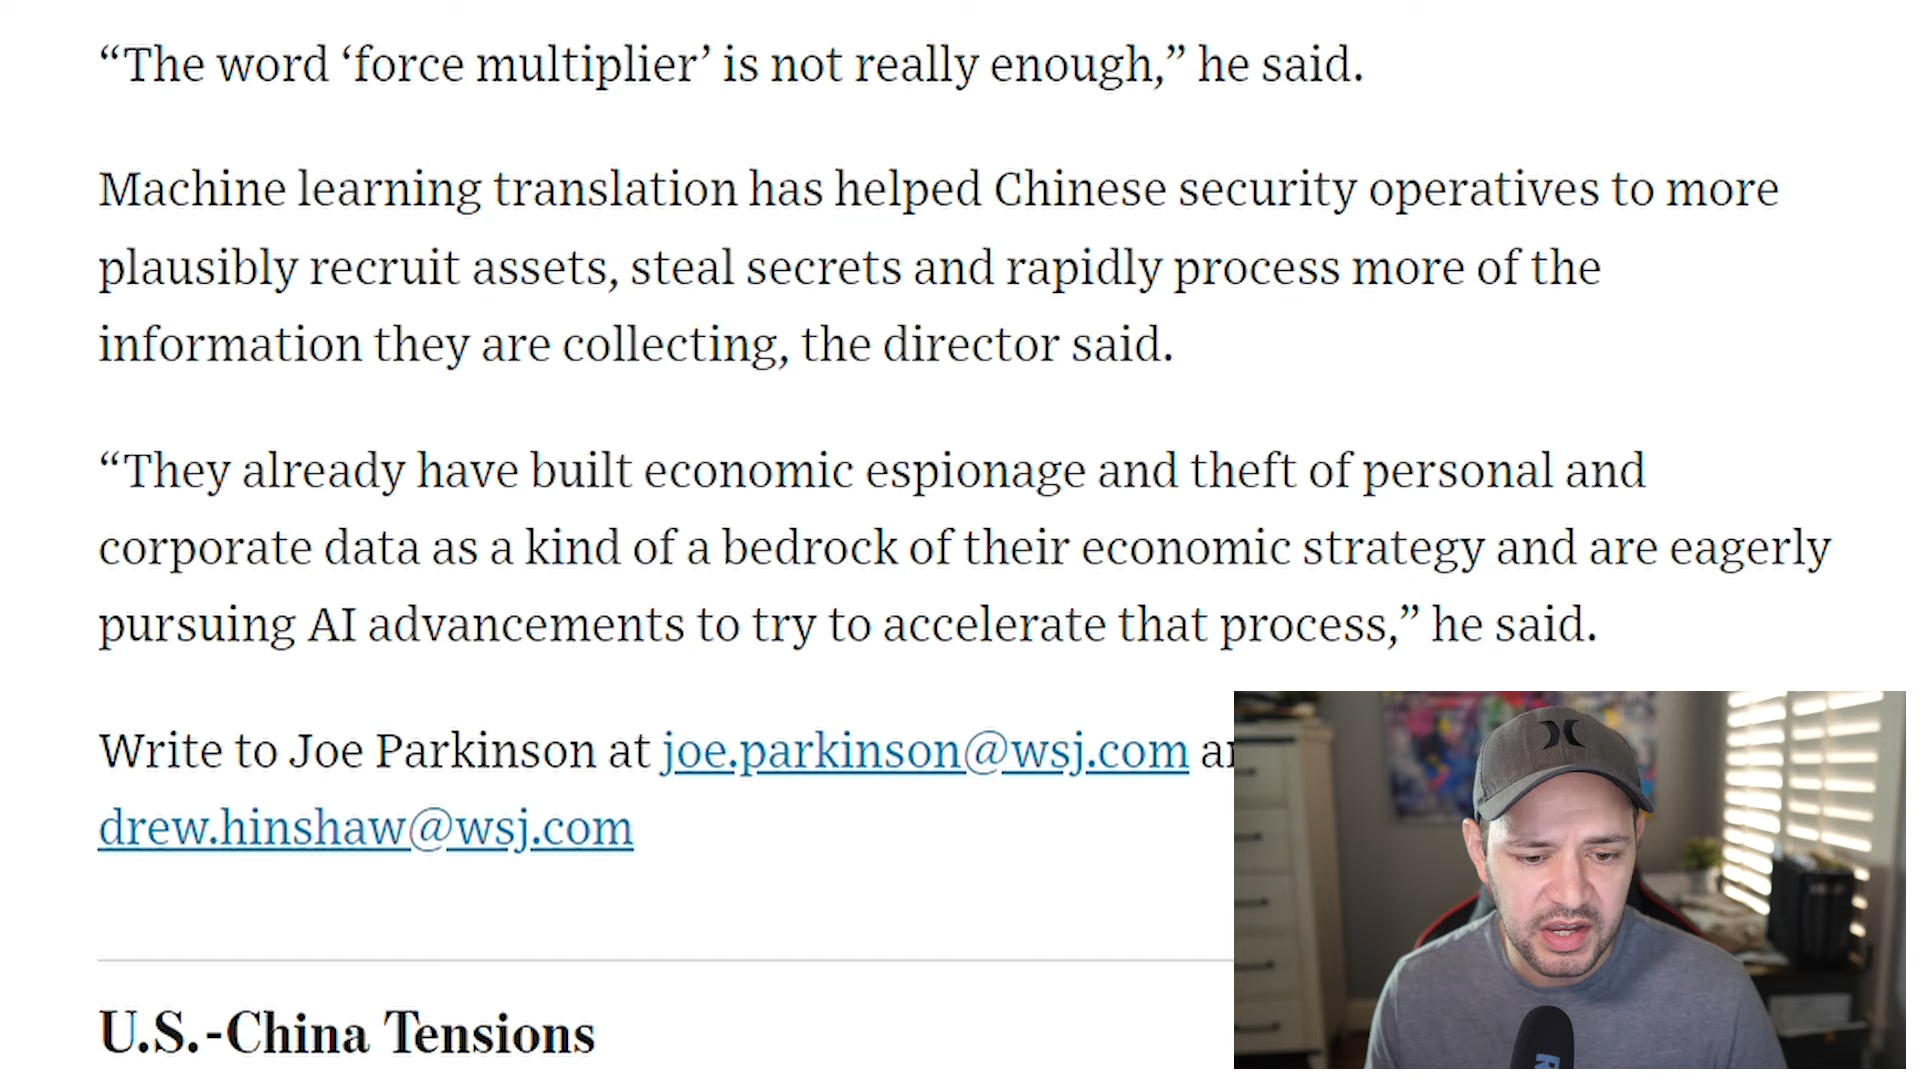 “The word ‘force multiplier’ is not really enough,” he said.
Machine learning translation has helped Chinese security operatives to more
plausibly recruit assets, steal secrets and rapidly process more of the
information they are collecting, the director said.
“They already have built economic espionage and theft of personal and
corporate data as a kind of a bedrock of their economic strategy and are eagerly
pursuing AI advancements to try to accelerate that process,” he said.
Write to Joe Parkinson at joe.parkinson@wsj.com
drew.hinshaw@wsj.com
U.S.-China Tensions